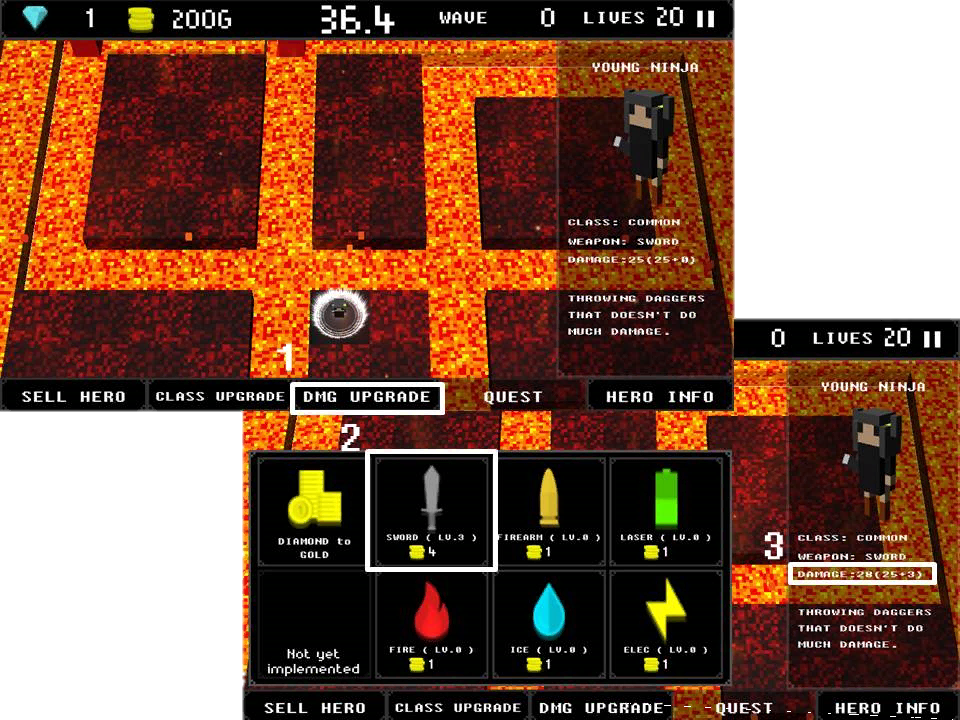 1 200G 36.4 WAVE 0 LIVES 20
YOUNG NINJA
CLASS: COMMON
WEAPON: SWORD
DAMAGE:25(25+0)
THROWING DAGGERS
THAT DOESN'T DO
MUCH DAMAGE.
1
SELL HERO CLASS UPGRADE DMG UPGRADE QUEST HERO INFO
0 LIVES 20
YOUNG NINJA
2
DIAMOND to
GOLD
SWORD ( LV.3 )
4
FIREARM ( LV.0 )
1
LASER ( LV.0 )
1
Not yet
implemented
FIRE ( LV.0 )
1
ICE ( LV.0 )
1
ELEC ( LV.0 )
1
3
CLASS: COMMON
WEAPON: SWORD
DAMAGE:28(25+3)
THROWING DAGGERS
THAT DOESN'T DO
MUCH DAMAGE.
SELL HERO CLASS UPGRADE DMG UPGRADE QUEST HERO INFO